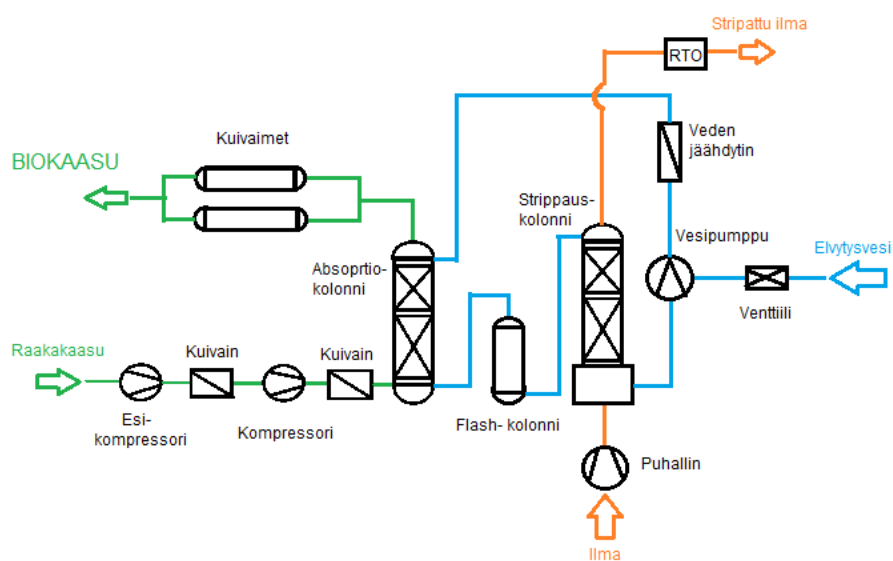 Stripattu ilma
RTO
Kuivaimet
BIOKAASU
Veden
jäähdytin
Strippaus-
kolonni
Vesipumppu
Elvytysvesi
Absoprtio-
kolonni
Venttiili
Raakakaasu
Kuivain
Kuivain
Esi-
kompressori
Kompressori
Flash- kolonni
Puhallin
Ilma